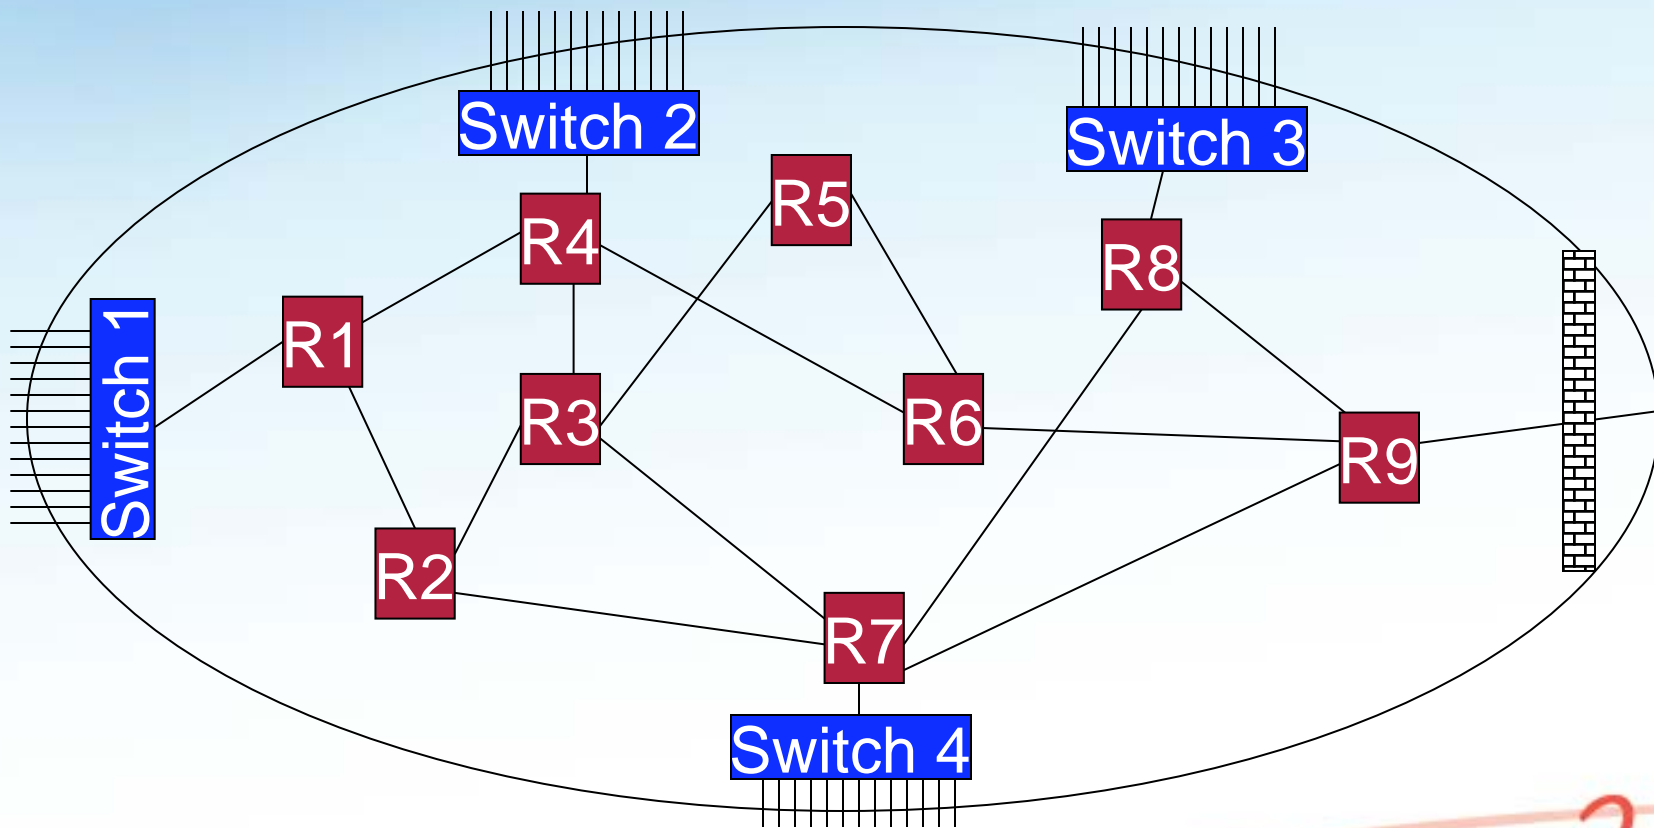 Switch 2
Switch 3
R5
R4
R8
Switch 1
R1
R3
R6
R9
R2
R7
Switch 4